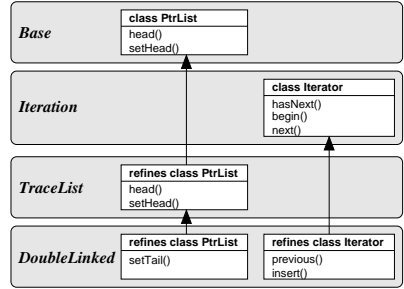 Base
class PtrList
head()
setHead()
Iteration
class Iterator
hasNext()
begin()
next()
TraceList
refines class PtrList
head()
setHead()
DoubleLinked
refines class PtrList
setTail()
refines class Iterator
previous()
insert()